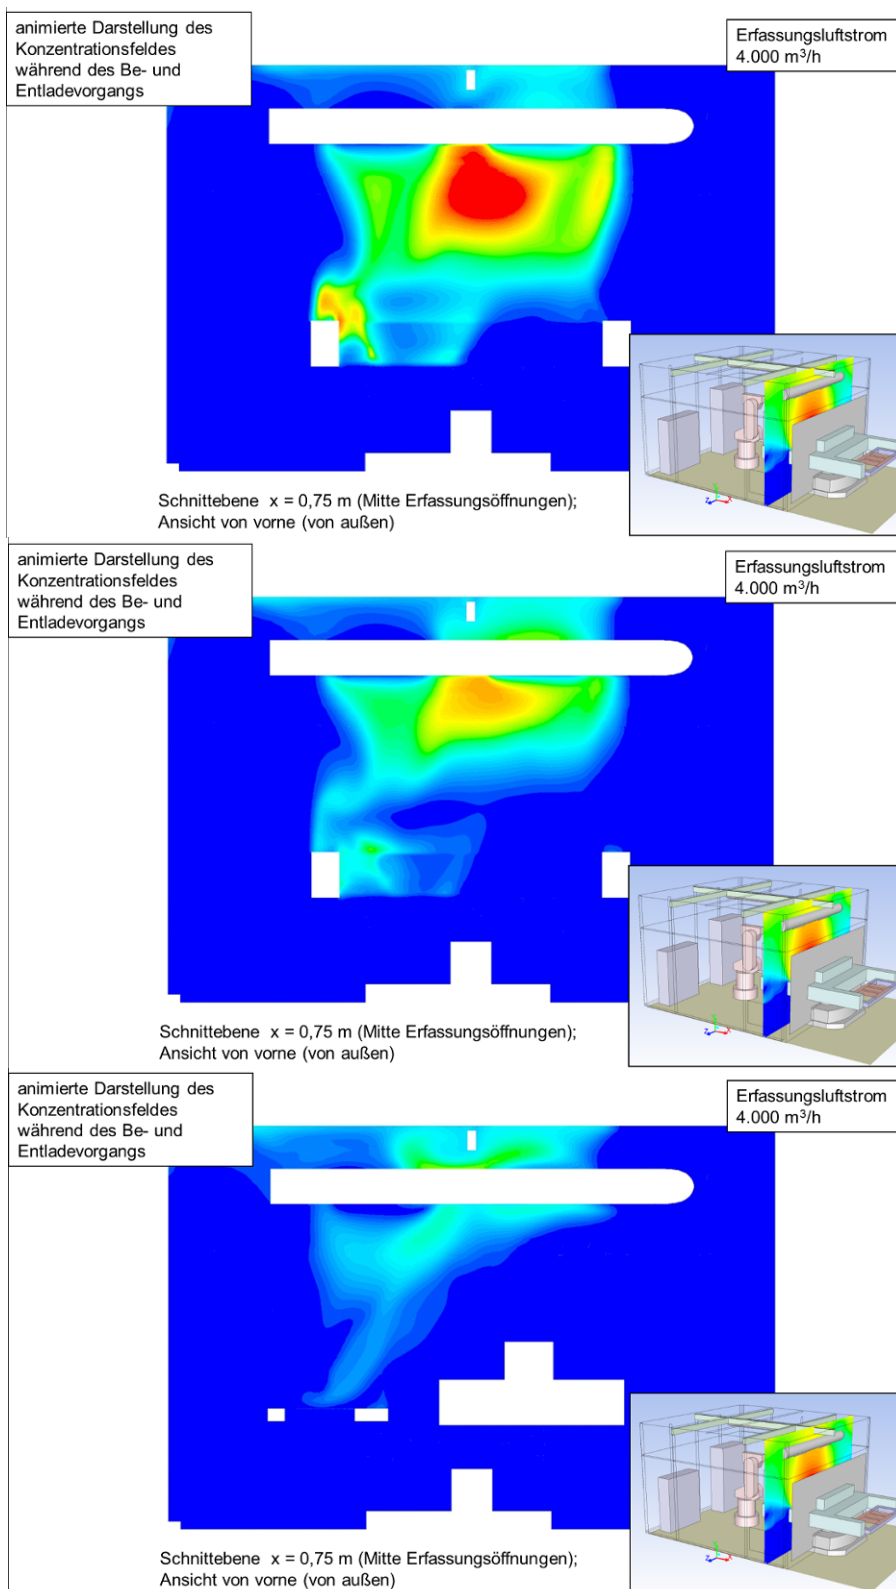 animierte Darstellung des
Konzentrationsfeldes
während des Be- und
Entladevorgangs
Erfassungsluftstrom
4.000 m³/h
Schnittebene x = 0,75 m (Mitte Erfassungsöffnungen);
Ansicht von vorne (von außen)
animierte Darstellung des
Konzentrationsfeldes
während des Be- und
Entladevorgangs
Erfassungsluftstrom
4.000 m³/h
Schnittebene x = 0,75 m (Mitte Erfassungsöffnungen);
Ansicht von vorne (von außen)
animierte Darstellung des
Konzentrationsfeldes
während des Be- und
Entladevorgangs
Erfassungsluftstrom
4.000 m³/h
Schnittebene x = 0,75 m (Mitte Erfassungsöffnungen);
Ansicht von vorne (von außen)